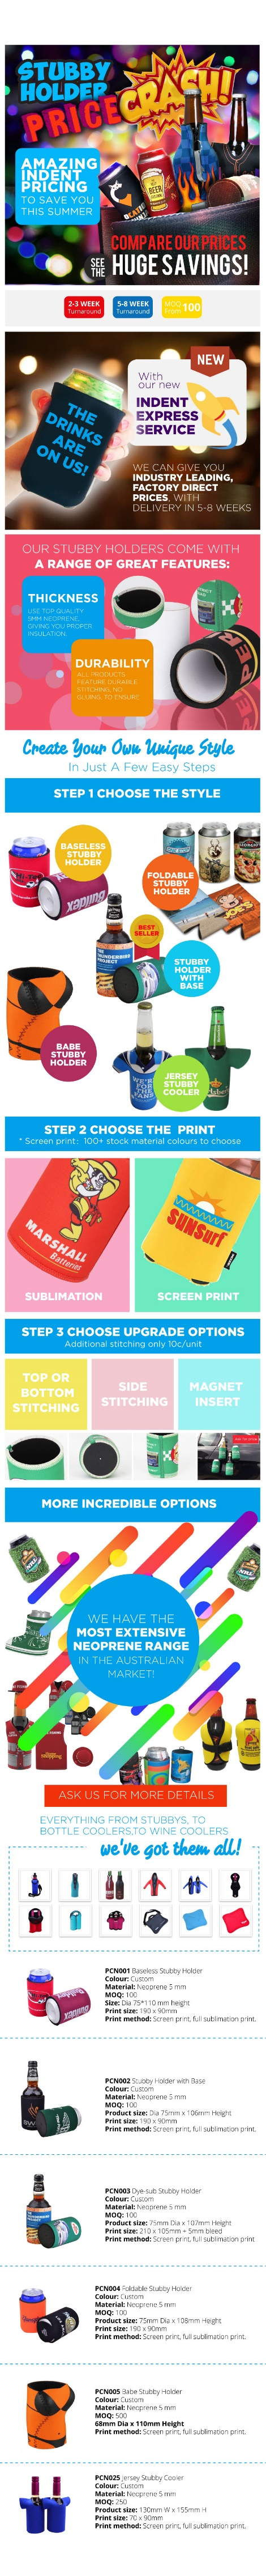 STUBBY
HOLDER
PRICE
CRASH!
AMAZING
INDENT
PRICING
TO SAVE YOU
THIS SUMMER
COMPARE OUR PRICES
SEE THE HUGE SAVINGS!
2-3 WEEK
Turnaround
5-8 WEEK
Turnaround
MOQ
From 100
NEW
With
our new
INDENT
EXPRESS
SERVICE
THE
DRINKS
ARE
ON US!
WE CAN GIVE YOU
INDUSTRY LEADING,
FACTORY DIRECT
PRICES, WITH
DELIVERY IN 5-8 WEEKS
OUR STUBBY HOLDERS COME WITH
A RANGE OF GREAT FEATURES:
THICKNESS
USE TOP QUALITY
5MM NEOPRENE,
GIVING YOU PROPER
INSULATION.
DURABILITY
ALL PRODUCTS
FEATURE DURABLE
STITCHING, NO
GLUING, TO ENSURE
Create Your Own Unique Style
In Just A Few Easy Steps
STEP 1 CHOOSE THE STYLE
BASELESS
STUBBY
HOLDER
FOLDABLE
STUBBY
HOLDER
BEST
SELLER
STUBBY
HOLDER
WITH
BASE
BABE
STUBBY
HOLDER
WE'R
THE
FANS
JERSEY
STUBBY
COOLER
STEP 2 CHOOSE THE PRINT
* Screen print: 100+ stock material colours to choose
MARSHALL
Batteries
SUNSurf
SUBLIMATION
SCREEN PRINT
STEP 3 CHOOSE UPGRADE OPTIONS
Additional stitching only 10c/unit
TOP OR
BOTTOM
STITCHING
SIDE
STITCHING
MAGNET
INSERT
MORE INCREDIBLE OPTIONS
WE HAVE THE
MOST EXTENSIVE
NEOPRENE RANGE
IN THE AUSTRALIAN
MARKET!
ASK US FOR MORE DETAILS
EVERYTHING FROM STUBBYS, TO
BOTTLE COOLERS,TO WINE COOLERS
we've got them all!
PCN001 Baseless Stubby Holder
Colour: Custom
Material: Neoprene 5 mm
MOQ: 100
Size: Dia 75*110 mm height
Print size: 190 x 90mm
Print method: Screen print, full sublimation print.
PCN002 Stubby Holder with Base
Colour: Custom
Material: Neoprene 5 mm
MOQ: 100
Product size: Dia 75mm x 106mm Height
Print size: 190 x 90mm
Print method: Screen print, full sublimation print.
PCN003 Dye-sub Stubby Holder
Colour: Custom
Material: Neoprene 5 mm
MOQ: 100
Product size: 75mm Dia x 107mm Height
Print size: 210 x 105mm + 5mm bleed
Print method: Screen print, full sublimation print
PCN004 Foldable Stubby Holder
Colour: Custom
Material: Neoprene 5 mm
MOQ: 100
Product size: 75mm Dia x 108mm Height
Print size: 190 x 90mm
Print method: Screen print, full sublimation print.
PCN005 Babe Stubby Holder
Colour: Custom
Material: Neoprene 5 mm
MOQ: 500
68mm Dia x 110mm Height
Print method: Screen print, full sublimation print.
PCN025 Jersey Stubby Cooler
Colour: Custom
Material: Neoprene 5 mm
MOQ: 250
Product size: 130mm W x 155mm H
Print size: 70 x 90mm
Print method: Screen print, full sublimation print.